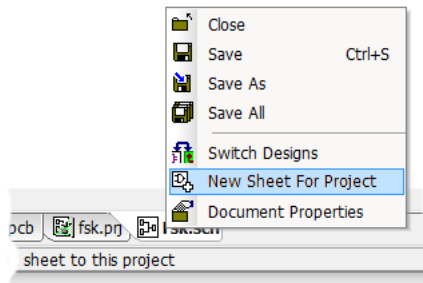 Close
Save Ctrl+S
Save As
Save All
Switch Designs
New Sheet For Project
Document Properties
pcb fsk.prj Fsk.sch
sheet to this project